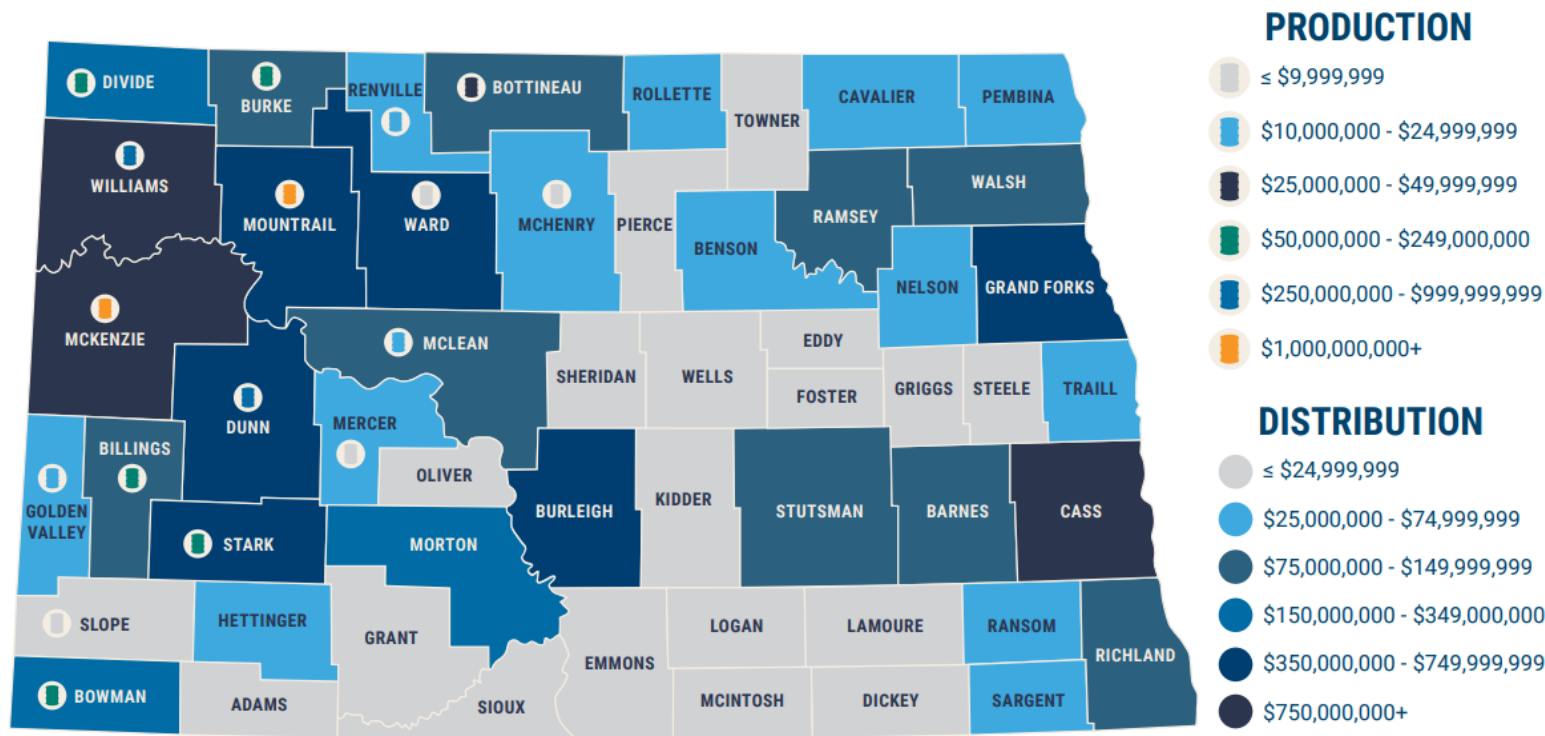 PRODUCTION
≤ $9,999,999
$10,000,000 - $24,999,999
$25,000,000 - $49,999,999
$50,000,000 - $249,000,000
$250,000,000 - $999,999,999
$1,000,000,000+
DISTRIBUTION
≤ $24,999,999
$25,000,000 - $74,999,999
$75,000,000 - $149,999,999
$150,000,000 - $349,000,000
$350,000,000 - $749,999,999
$750,000,000+
DIVIDE
BURKE
RENVILLE
BOTTINEAU
ROLLETTE
TOWNER
CAVALIER
PEMBINA
WILLIAMS
MOUNTRAIL
WARD
MCHENRY
PIERCE
BENSON
RAMSEY
WALSH
NELSON
GRAND FORKS
MCKENZIE
DUNN
MCLEAN
MERCER
OLIVER
SHERIDAN
WELLS
EDDY
FOSTER
GRIGGS
STEELE
TRAILL
GOLDEN
VALLEY
BILLINGS
STARK
MORTON
BURLEIGH
KIDDER
STUTSMAN
BARNES
CASS
SLOPE
HETTINGER
GRANT
BOWMAN
ADAMS
SIOUX
EMMONS
LOGAN
LAMOURE
RANSOM
RICHLAND
MCINTOSH
DICKEY
SARGENT